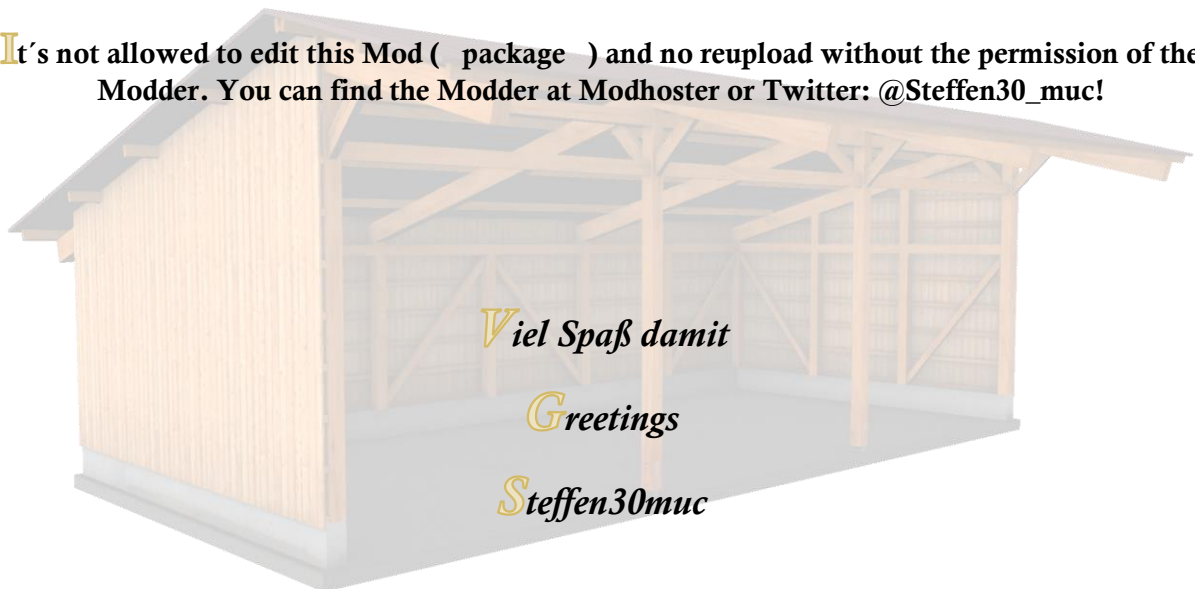 It´s not allowed to edit this Mod ( package ) and no reupload without the permission of the
Modder. You can find the Modder at Modhoster or Twitter: @Steffen30_muc!
Viel Spaß damit
Greetings
Steffen30muc